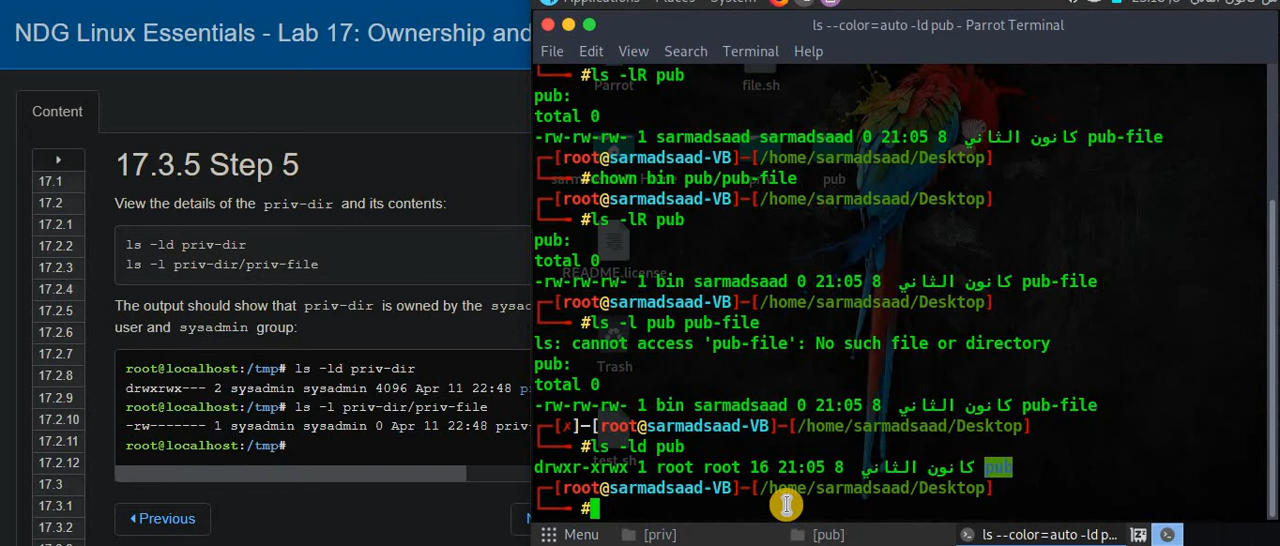 NDG Linux Essentials - Lab 17: Ownership and
Content
17.1
17.2
17.2.2
17.2.3
17.2.4
17.2.5
17.2.6
17.2.7
17.2.8
17.2.9
17.2.10
17.2.11
17.2.12
17.3
17.3.1
17.3.2
17.3.5 Step 5
View the details of the priv-dir and its contents:
ls -ld priv-dir
ls -l priv-dir/priv-file
The output should show that priv-dir is owned by the sysa
user and sysadmin group:
root@localhost:/tmp# ls -ld priv-dir
drwxrwx--- 2 sysadmin sysadmin 4096 Apr 11 22:48 p
root@localhost:/tmp# ls -l priv-dir/priv-file
-rw------- 1 sysadmin sysadmin 0 Apr 11 22:48 priv-
root@localhost:/tmp#
Previous
ls --color=auto -ld pub - Parrot Terminal
File Edit View Search Terminal Help
Parrot
file.sh
pub
README.license
Trash
test.sh
#ls -lR pub
pub:
total 0
-rw-rw-rw- 1 sarmadsaad sarmadsaad 0 21:05 8 كانون الثاني pub-file
[root@sarmadsaad-VB]-[/home/sarmadsaad/Desktop]
#chown bin pub/pub-file
[root@sarmadsaad-VB]-[/home/sarmadsaad/Desktop]
#ls -lR pub
pub:
total 0
-rw-rw-rw- 1 bin sarmadsaad 0 21:05 8 كانون الثاني pub-file
[root@sarmadsaad-VB]-[/home/sarmadsaad/Desktop]
#ls -l pub pub-file
ls: cannot access 'pub-file': No such file or directory
pub:
total 0
-rw-rw-rw- 1 bin sarmadsaad 0 21:05 8 كانون الثاني pub-file
[✗]-[root@sarmadsaad-VB]-[/home/sarmadsaad/Desktop]
#ls -ld pub
drwxr-xrwx 1 root root 16 21:05 8 كانون الثاني pub
[root@sarmadsaad-VB]-[/home/sarmadsaad/Desktop]
#
Menu [priv] [pub] ls --color=auto -ld p...